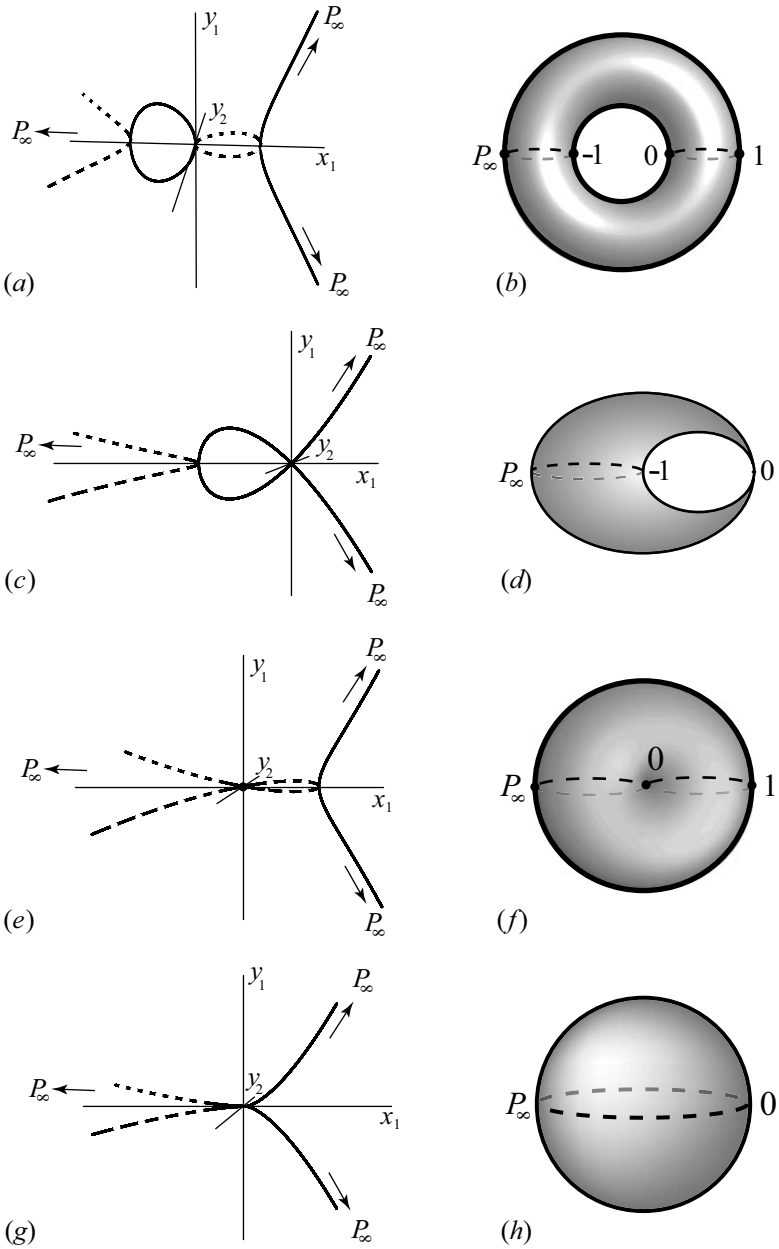 y₁
P∞
y₂
P∞
x₁
P∞
(a)
P∞
-1
0
1
(b)
y₁
P∞
P∞
y₂
x₁
P∞
(c)
P∞
-1
0
(d)
y₁
P∞
P∞
y₂
x₁
P∞
(e)
0
P∞
1
(f)
y₁
P∞
P∞
y₂
x₁
P∞
(g)
P∞
0
(h)